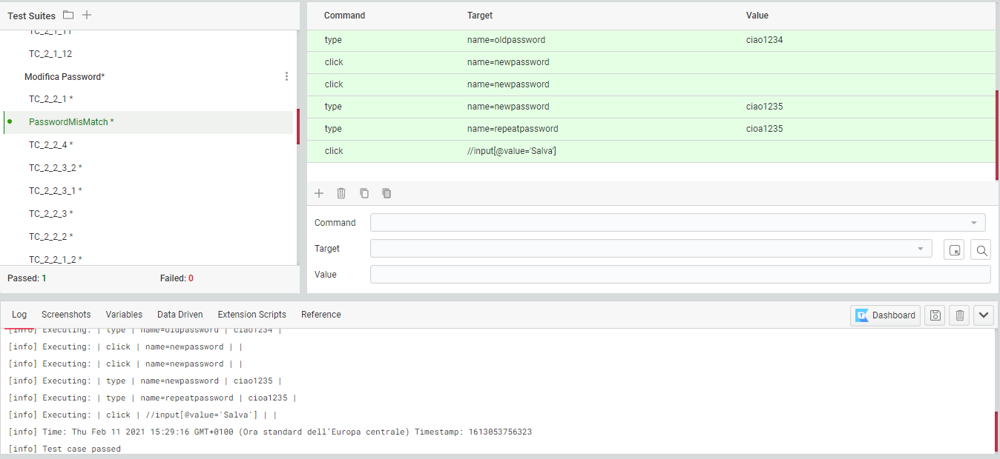 Test Suites
TC_2_1_11
TC_2_1_12
Modifica Password*
TC_2_2_1 *
PasswordMisMatch *
TC_2_2_4 *
TC_2_2_3_2 *
TC_2_2_3_1 *
TC_2_2_3 *
TC_2_2_2 *
TC_2_2_1_2 *
Passed: 1 Failed: 0
Command Target Value
type name=oldpassword ciao1234
click name=newpassword
click name=newpassword
type name=newpassword ciao1235
type name=repeatpassword cioa1235
click //input[@value='Salva']
Command
Target
Value
Log Screenshots Variables Data Driven Extension Scripts Reference Dashboard
[info] Executing: | type | name=oldpassword | ciao1234 |
[info] Executing: | click | name=newpassword | |
[info] Executing: | click | name=newpassword | |
[info] Executing: | type | name=newpassword | ciao1235 |
[info] Executing: | type | name=repeatpassword | cioa1235 |
[info] Executing: | click | //input[@value='Salva'] | |
[info] Time: Thu Feb 11 2021 15:29:16 GMT+0100 (Ora standard dell'Europa centrale) Timestamp: 1613053756323
[info] Test case passed